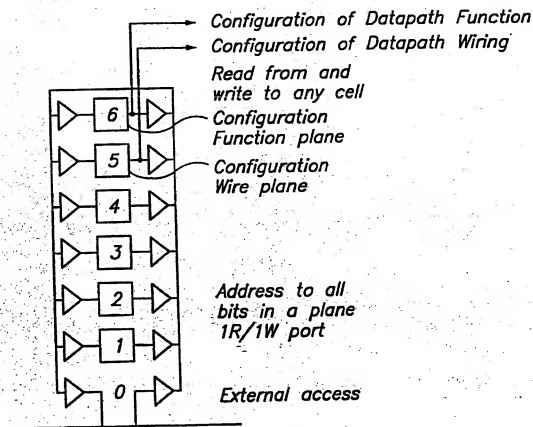 Configuration of Datapath Function
Configuration of Datapath Wiring
Read from and
write to any cell
6
Configuration
Function plane
5
Configuration
Wire plane
4
3
2
Address to all
bits in a plane
1R/1W port
1
0
External access